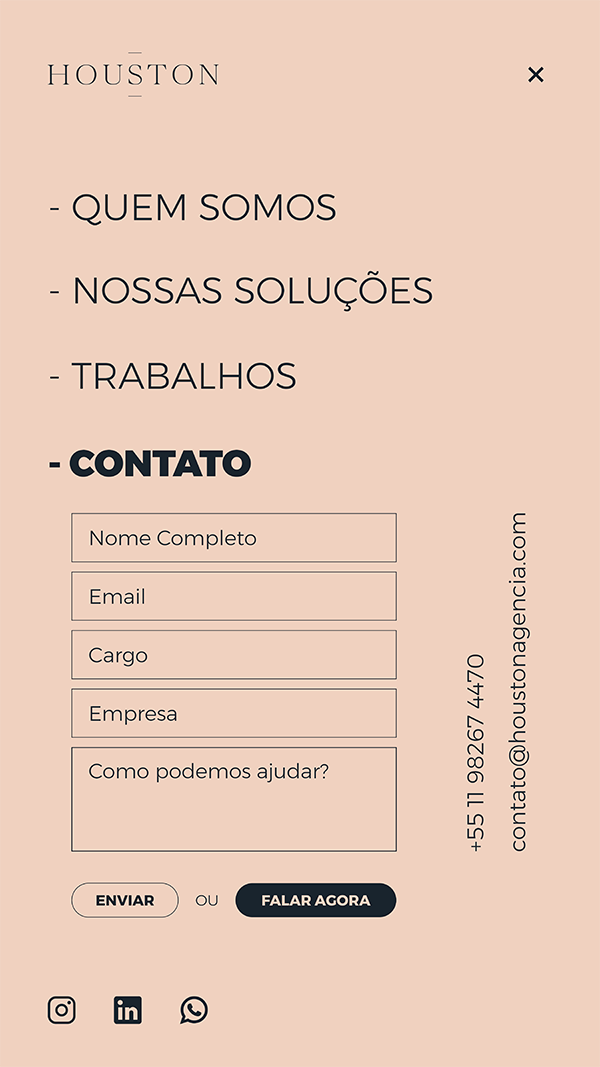 HOUSTON
- QUEM SOMOS
- NOSSAS SOLUÇÕES
- TRABALHOS
- CONTATO
Nome Completo
Email
Cargo
Empresa
Como podemos ajudar?
ENVIAR OU FALAR AGORA
+55 11 98267 4470
contato@houstonagencia.com
in